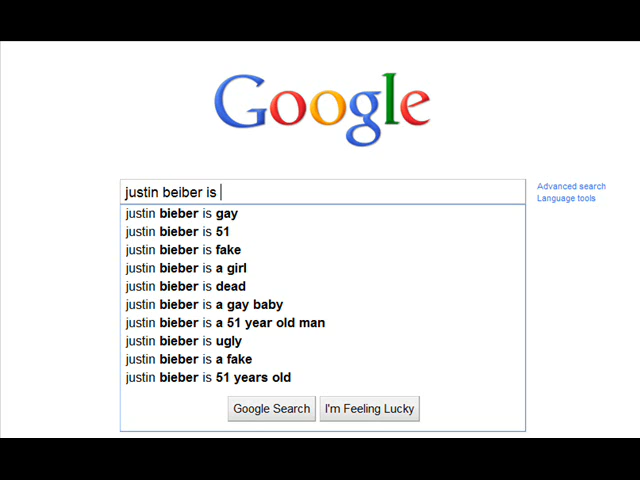 Google
justin beiber is
Advanced search
Language tools
justin bieber is gay
justin bieber is 51
justin bieber is fake
justin bieber is a girl
justin bieber is dead
justin bieber is a gay baby
justin bieber is a 51 year old man
justin bieber is ugly
justin bieber is a fake
justin bieber is 51 years old
Google Search I'm Feeling Lucky